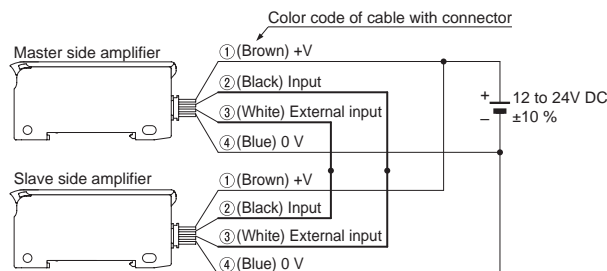 Color code of cable with connector
Master side amplifier
①(Brown) +V
②(Black) Input
③(White) External input
④(Blue) 0 V
+
–
12 to 24V DC
±10 %
Slave side amplifier
①(Brown) +V
②(Black) Input
③(White) External input
④(Blue) 0 V